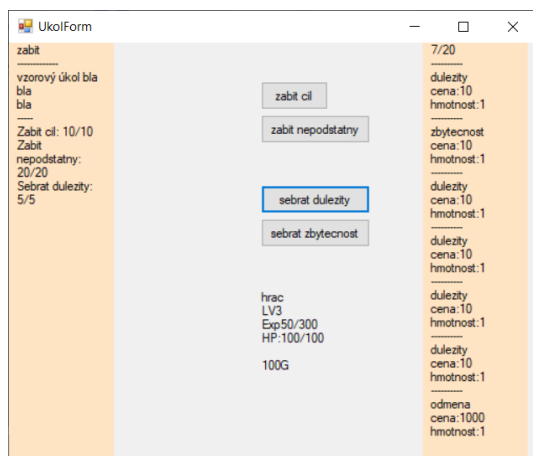 UkolForm
zabit
-------------
vzorový úkol bla
bla
bla
-----
Zabit cil: 10/10
Zabit
nepodstatny:
20/20
Sebrat dulezity:
5/5
zabit cil
zabit nepodstatny
sebrat dulezity
sebrat zbytecnost
hrac
LV3
Exp50/300
HP:100/100
100G
7/20
----------
dulezity
cena:10
hmotnost:1
----------
zbytecnost
cena:10
hmotnost:1
----------
dulezity
cena:10
hmotnost:1
----------
dulezity
cena:10
hmotnost:1
----------
dulezity
cena:10
hmotnost:1
----------
dulezity
cena:10
hmotnost:1
----------
odmena
cena:1000
hmotnost:1